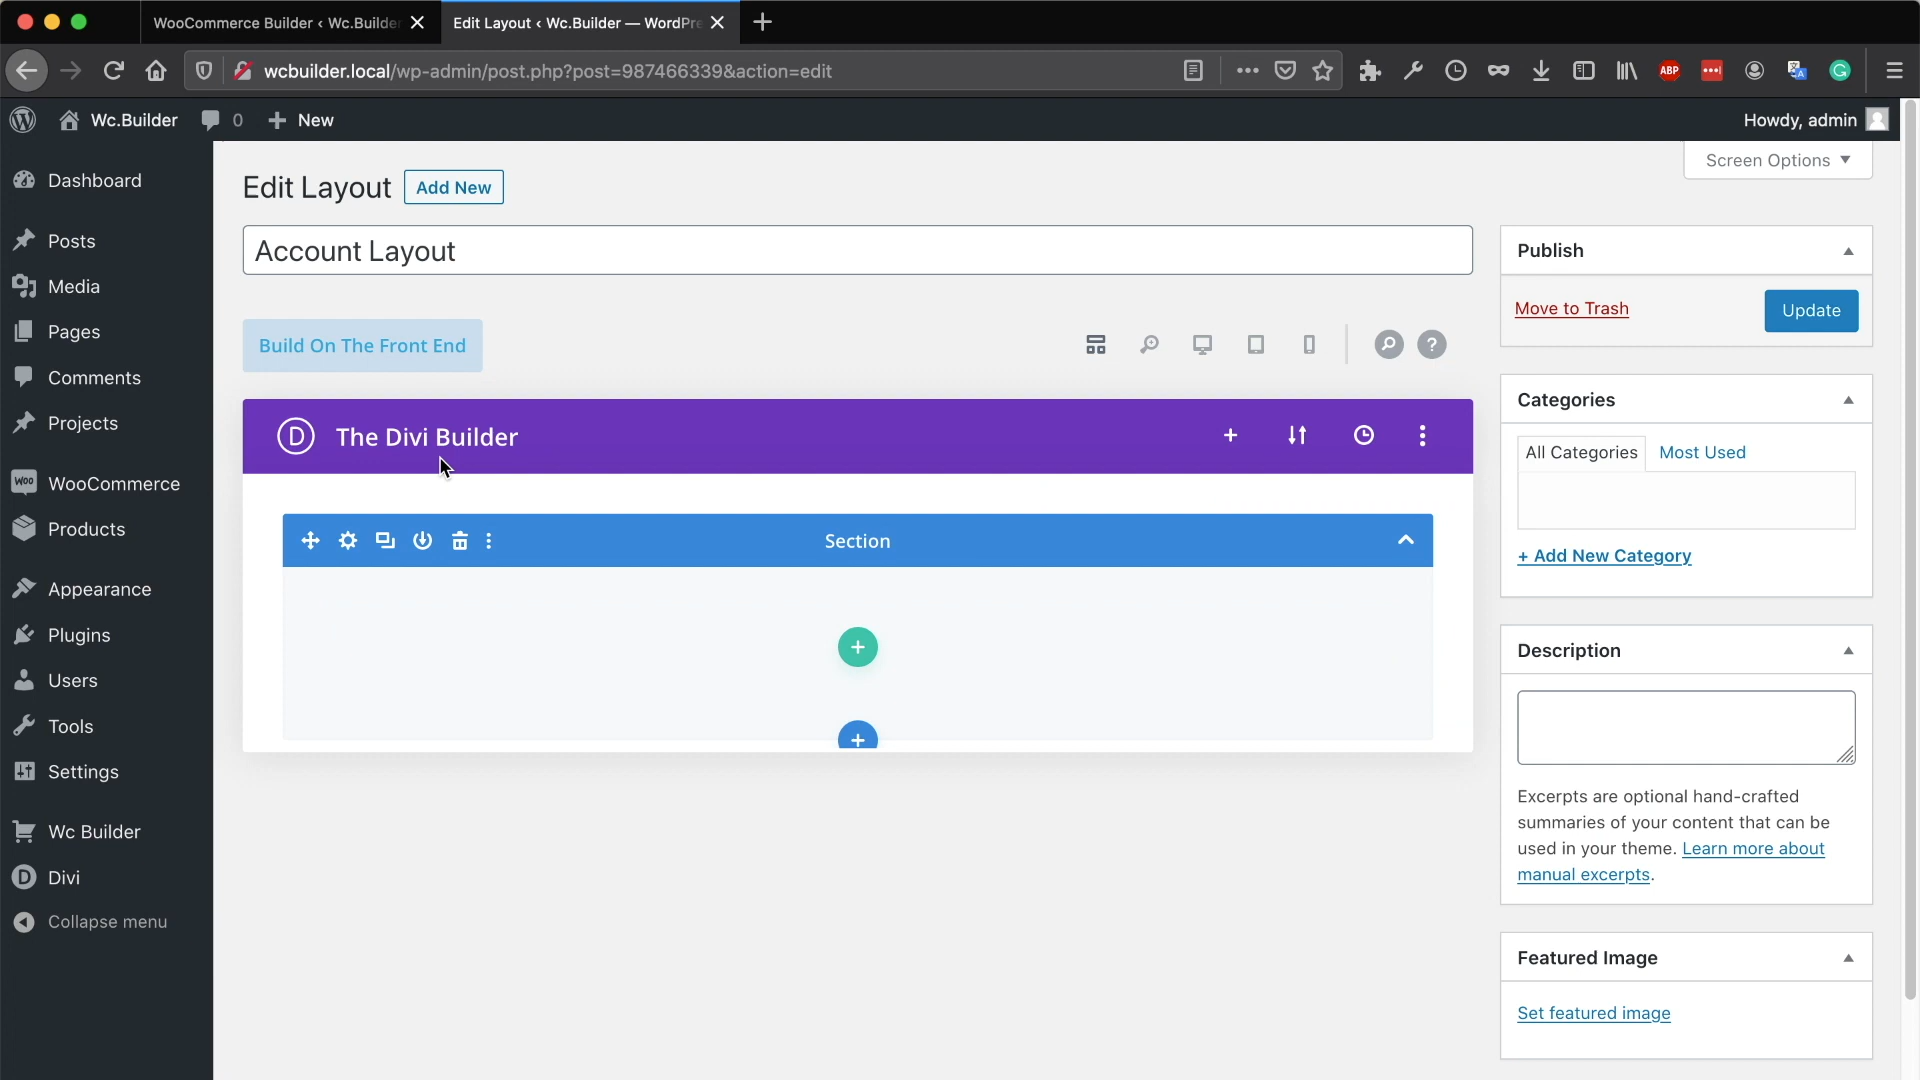 WooCommerce Builder ‹ Wc.Builde
Edit Layout ‹ Wc.Builder — WordPre
wcbuilder.local/wp-admin/post.php?post=987466339&action=edit
ABP
Wc.Builder
0
+ New
Howdy, admin
Screen Options
Dashboard
Posts
Media
Pages
Comments
Projects
WooCommerce
Products
Appearance
Plugins
Users
Tools
Settings
Wc Builder
Divi
Collapse menu
Edit Layout
Add New
Account Layout
Build On The Front End
?
D
The Divi Builder
Section
Publish
Move to Trash
Update
Categories
All Categories
Most Used
+ Add New Category
Description
Excerpts are optional hand-crafted
summaries of your content that can be
used in your theme. Learn more about
manual excerpts.
Featured Image
Set featured image